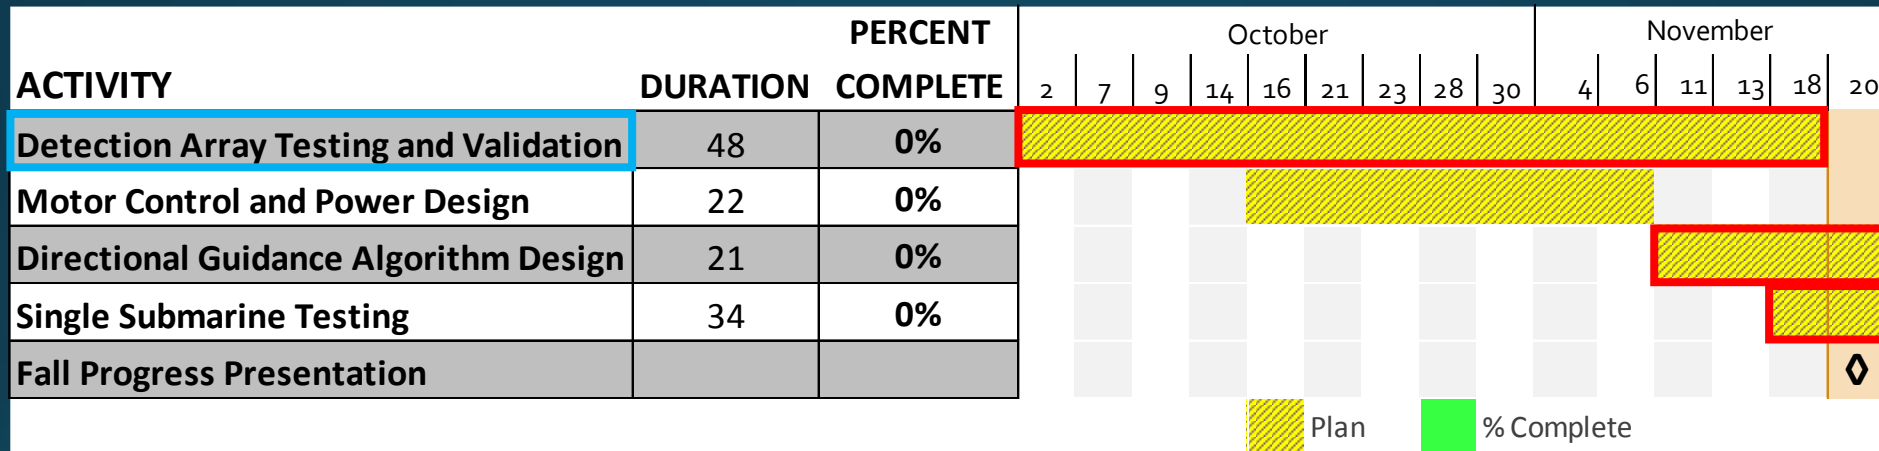 PERCENT October November
ACTIVITY DURATION COMPLETE 2 7 9 14 16 21 23 28 30 4 6 11 13 18 20
Detection Array Testing and Validation 48 0%
Motor Control and Power Design 22 0%
Directional Guidance Algorithm Design 21 0%
Single Submarine Testing 34 0%
Fall Progress Presentation ◊
Plan % Complete